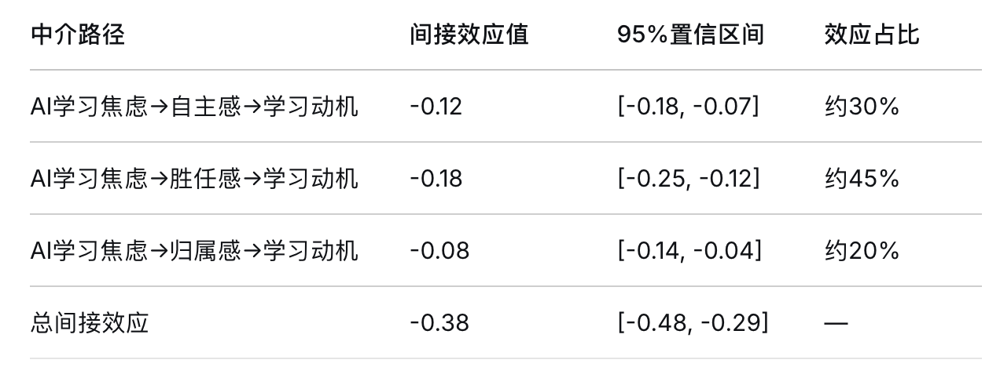 中介路径 间接效应值 95%置信区间 效应占比
AI学习焦虑→自主感→学习动机 -0.12 [-0.18, -0.07] 约30%
AI学习焦虑→胜任感→学习动机 -0.18 [-0.25, -0.12] 约45%
AI学习焦虑→归属感→学习动机 -0.08 [-0.14, -0.04] 约20%
总间接效应 -0.38 [-0.48, -0.29] —